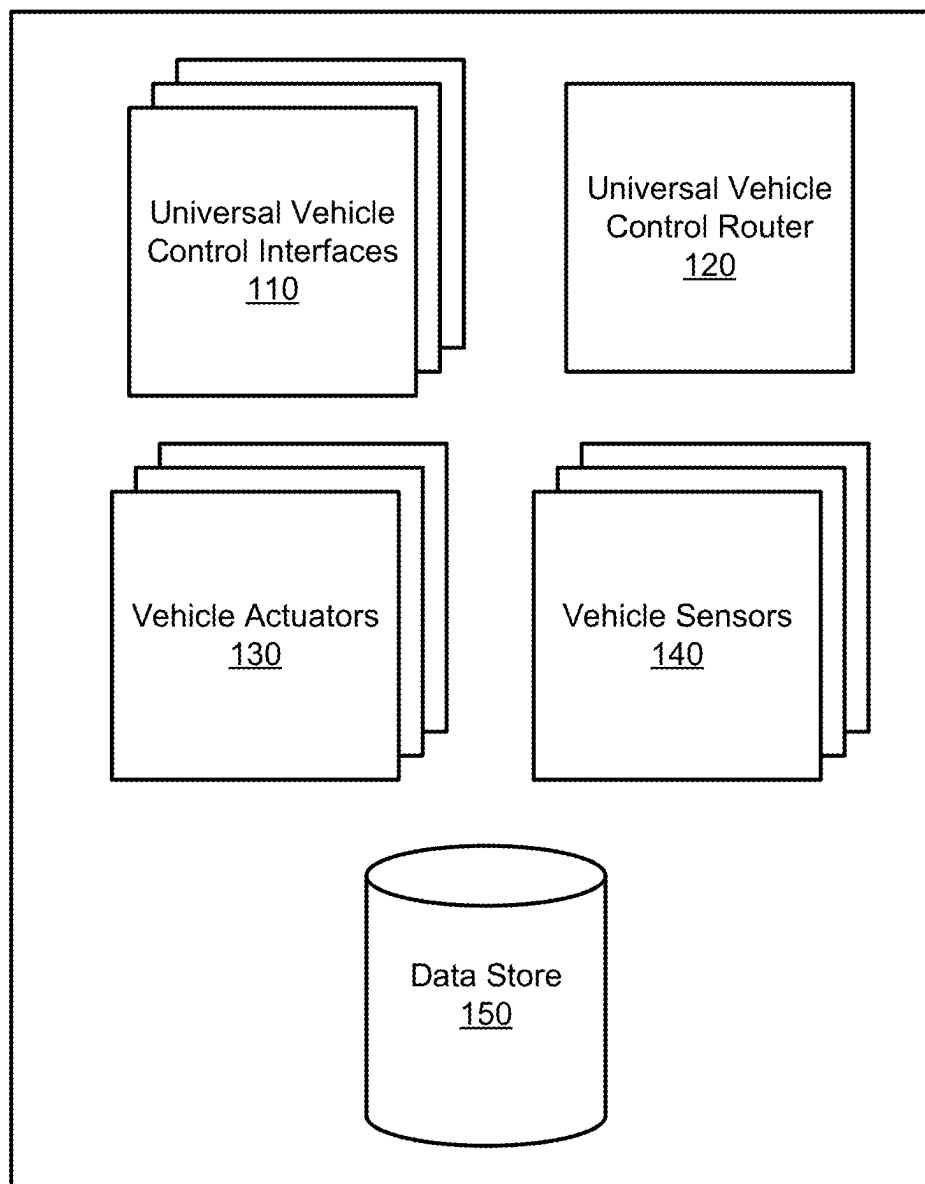 Universal Vehicle
Control Interfaces
110
Universal Vehicle
Control Router
120
Vehicle Actuators
130
Vehicle Sensors
140
Data Store
150